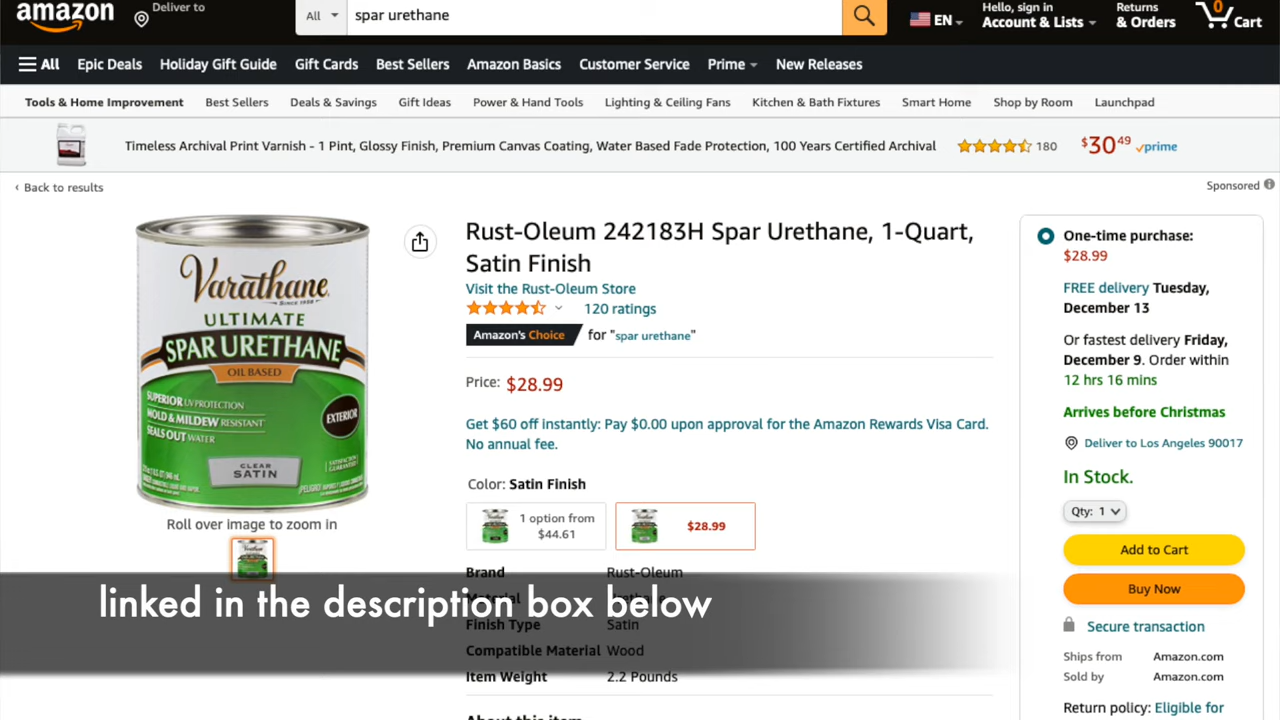 amazon
Deliver to
All
spar urethane
EN
Hello, sign in
Account & Lists
Returns
& Orders
0
Cart
All
Epic Deals
Holiday Gift Guide
Gift Cards
Best Sellers
Amazon Basics
Customer Service
Prime
New Releases
Tools & Home Improvement
Best Sellers
Deals & Savings
Gift Ideas
Power & Hand Tools
Lighting & Ceiling Fans
Kitchen & Bath Fixtures
Smart Home
Shop by Room
Launchpad
Timeless Archival Print Varnish - 1 Pint, Glossy Finish, Premium Canvas Coating, Water Based Fade Protection, 100 Years Certified Archival
180
$30 49
prime
‹ Back to results
Sponsored
Varathane
SINCE 1958
ULTIMATE
SPAR URETHANE
OIL BASED
SUPERIOR UV PROTECTION
MOLD & MILDEW RESISTANT
SEALS OUT WATER
EXTERIOR
CLEAR
SATIN
SATISFACTION
GUARANTEED
Roll over image to zoom in
Rust-Oleum 242183H Spar Urethane, 1-Quart,
Satin Finish
Visit the Rust-Oleum Store
120 ratings
Amazon's Choice
for "spar urethane"
Price: $28.99
Get $60 off instantly: Pay $0.00 upon approval for the Amazon Rewards Visa Card.
No annual fee.
Color: Satin Finish
1 option from
$44.61
$28.99
Brand Rust-Oleum
Finish Type Satin
Compatible Material Wood
Item Weight 2.2 Pounds
About this item
linked in the description box below
One-time purchase:
$28.99
FREE delivery Tuesday,
December 13
Or fastest delivery Friday,
December 9. Order within
12 hrs 16 mins
Arrives before Christmas
Deliver to Los Angeles 90017
In Stock.
Qty: 1
Add to Cart
Buy Now
Secure transaction
Ships from Amazon.com
Sold by Amazon.com
Return policy: Eligible for